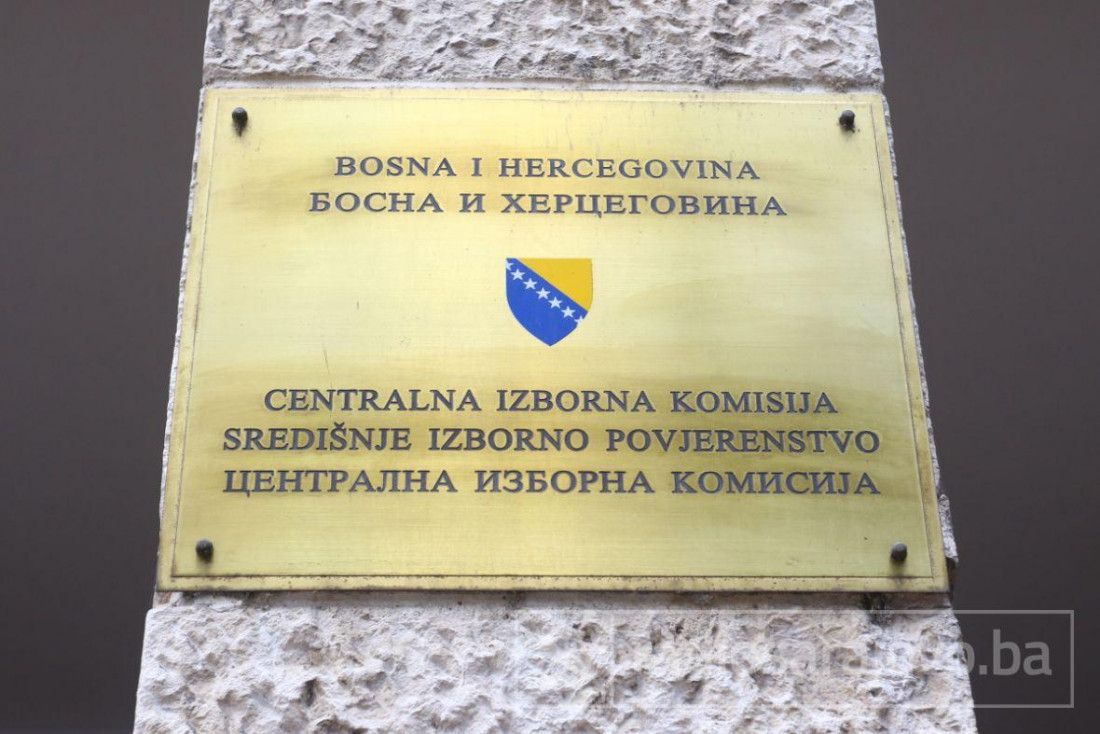 BOSNA I HERCEGOVINA
БОСНА И ХЕРЦЕГОВИНА
CENTRALNA IZBORNA KOMISIJA
SREDIŠNJE IZBORNO POVJERENSTVO
ЦЕНТРАЛНА ИЗБОРНА КОМИСИЈА